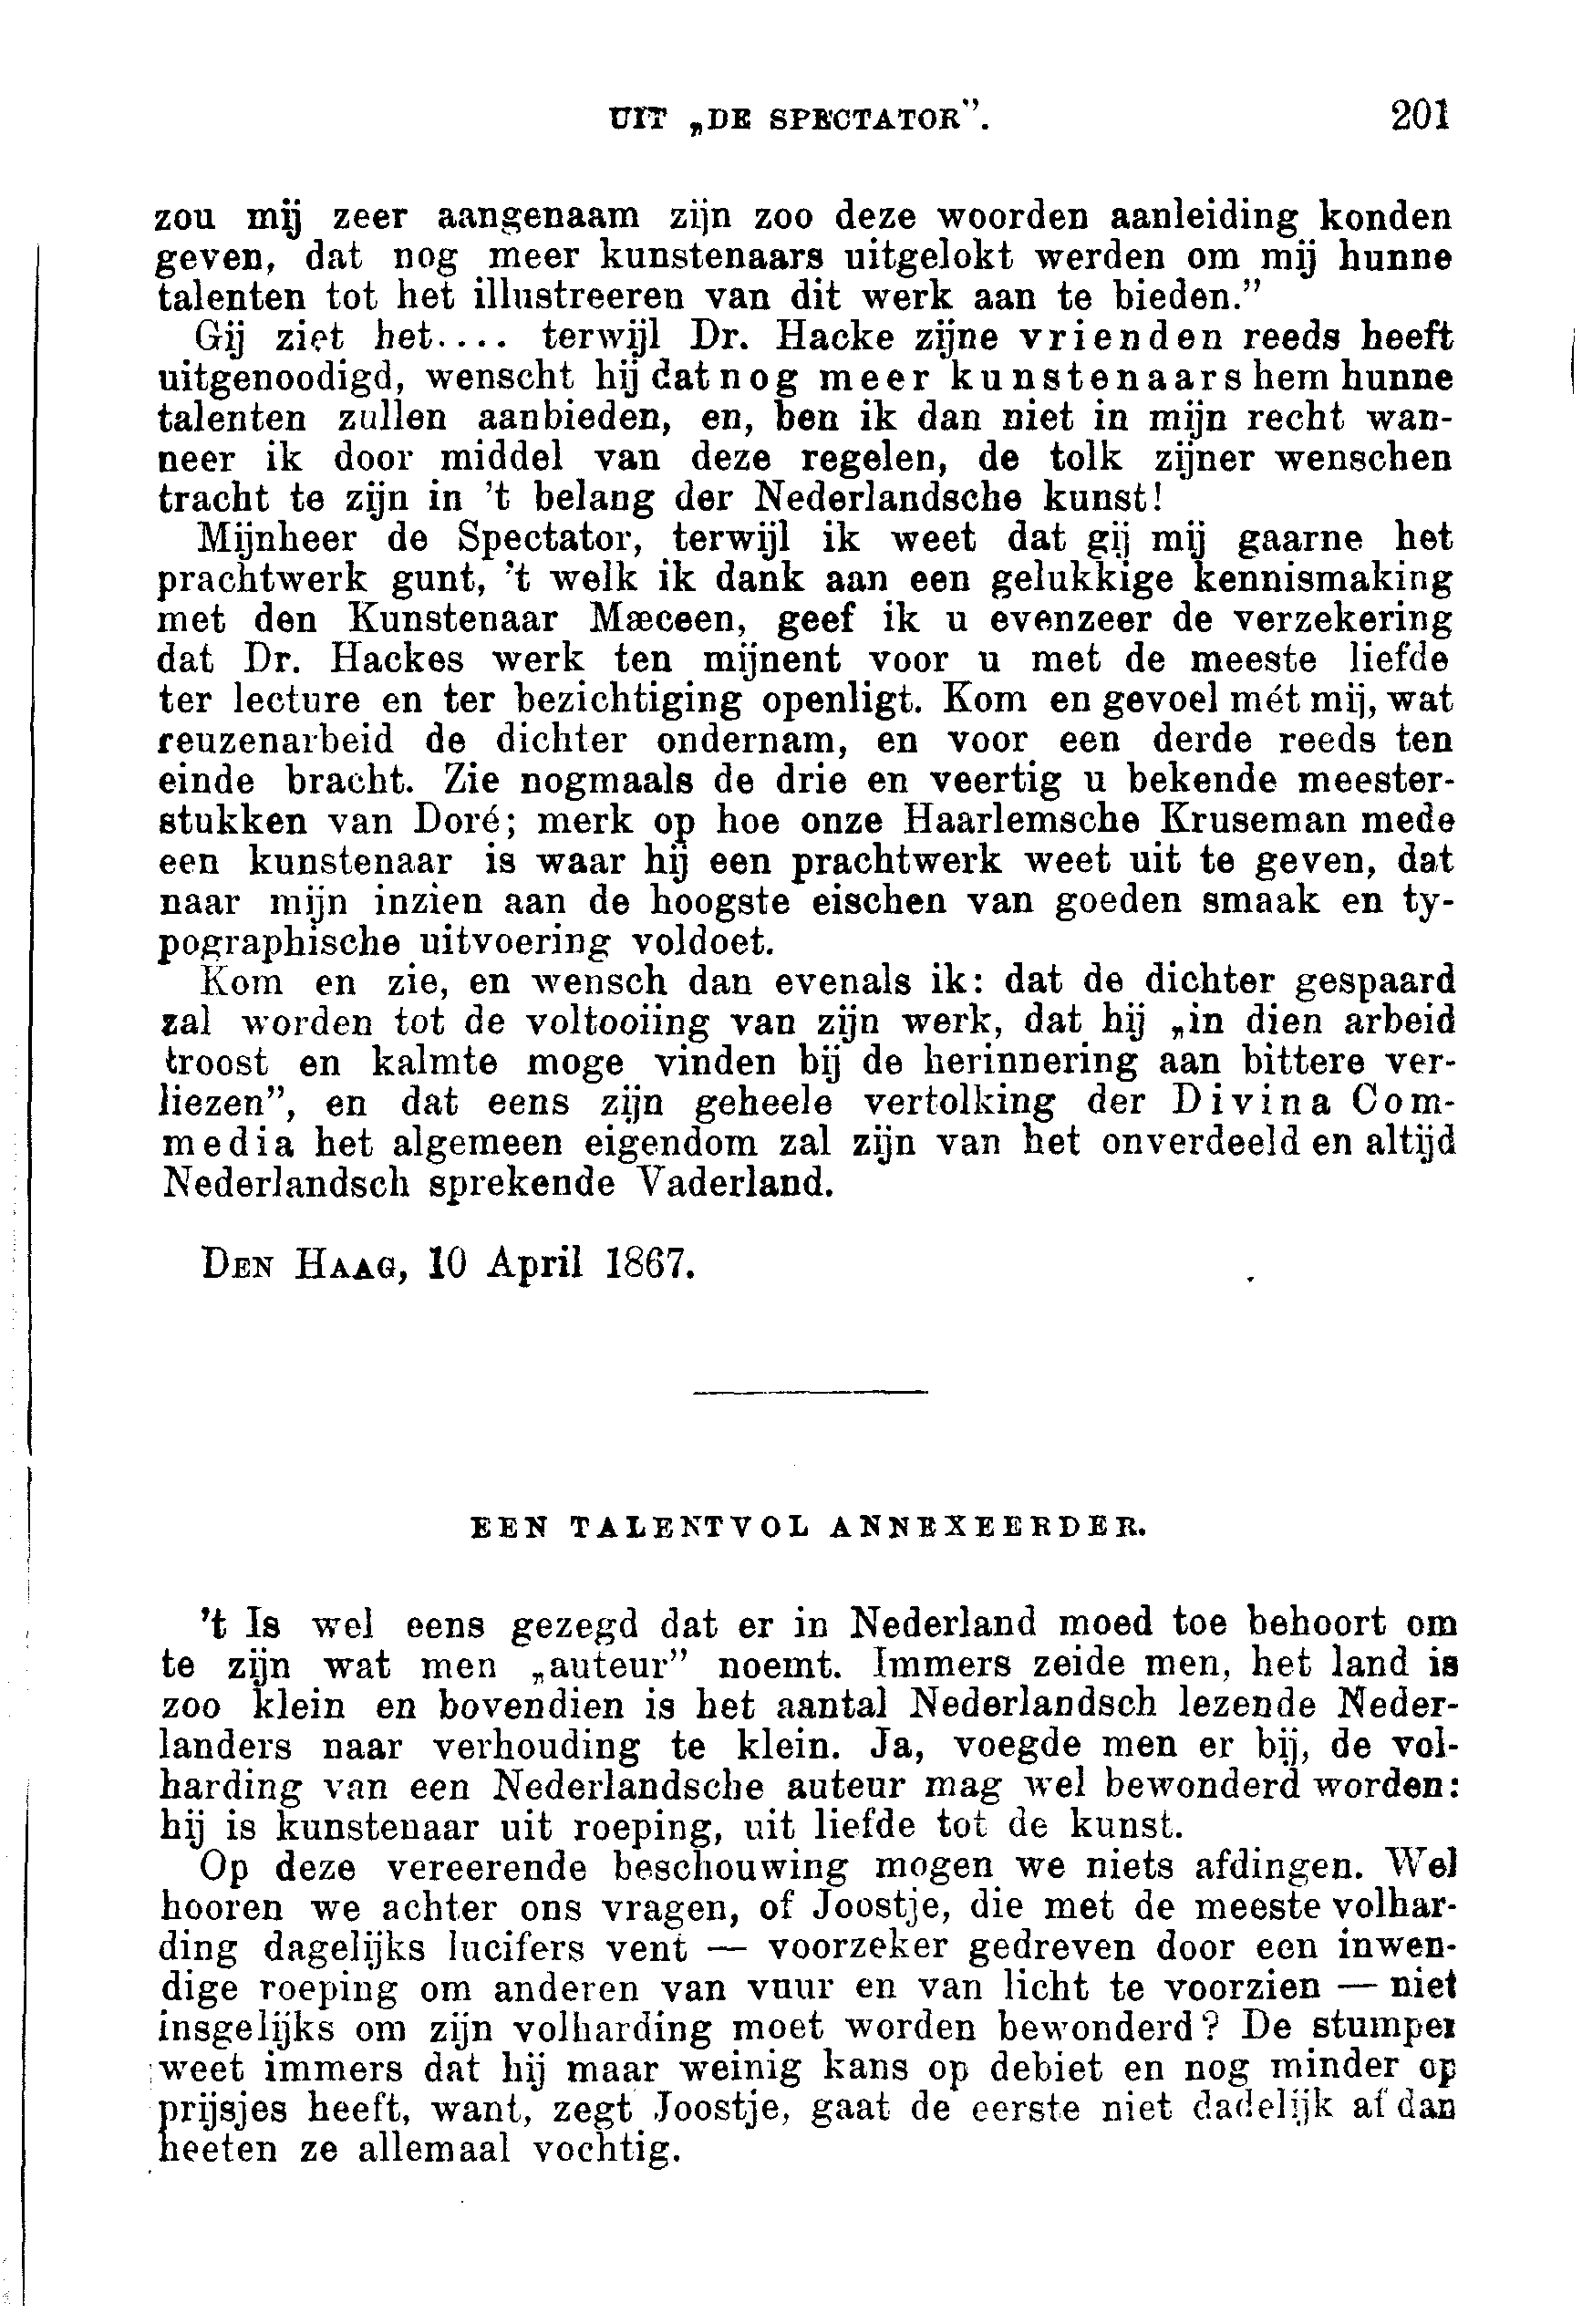 UIT „DE SPECTATOR”. 201
zou mij zeer aangenaam zijn zoo deze woorden aanleiding konden
geven, dat nog meer kunstenaars uitgelokt werden om mij hunne
talenten tot het illustreeren van dit werk aan te bieden.”
Gij ziet het.... terwijl Dr. Hacke zijne vrienden reeds heeft
uitgenoodigd, wenscht hij dat nog meer kunstenaars hem hunne
talenten zullen aanbieden, en, ben ik dan niet in mijn recht wan-
neer ik door middel van deze regelen, de tolk zijner wenschen
tracht te zijn in 't belang der Nederlandsche kunst!
Mijnheer de Spectator, terwijl ik weet dat gij mij gaarne het
prachtwerk gunt, 't welk ik dank aan een gelukkige kennismaking
met den Kunstenaar Mæceen, geef ik u evenzeer de verzekering
dat Dr. Hackes werk ten mijnent voor u met de meeste liefde
ter lecture en ter bezichtiging openligt. Kom en gevoel mét mij, wat
reuzenarbeid de dichter ondernam, en voor een derde reeds ten
einde bracht. Zie nogmaals de drie en veertig u bekende meester-
stukken van Doré; merk op hoe onze Haarlemsche Kruseman mede
een kunstenaar is waar hij een prachtwerk weet uit te geven, dat
naar mijn inzien aan de hoogste eischen van goeden smaak en ty-
pographische uitvoering voldoet.
Kom en zie, en wensch dan evenals ik: dat de dichter gespaard
zal worden tot de voltooiing van zijn werk, dat hij „in dien arbeid
troost en kalmte moge vinden bij de herinnering aan bittere ver-
liezen”, en dat eens zijn geheele vertolking der Divina Com-
media het algemeen eigendom zal zijn van het onverdeeld en altijd
Nederlandsch sprekende Vaderland.
DEN HAAG, 10 April 1867.
EEN TALENTVOL ANNEXEERDER.
't Is wel eens gezegd dat er in Nederland moed toe behoort om
te zijn wat men „auteur” noemt. Immers zeide men, het land is
zoo klein en bovendien is het aantal Nederlandsch lezende Neder-
landers naar verhouding te klein. Ja, voegde men er bij, de vol-
harding van een Nederlandsche auteur mag wel bewonderd worden:
hij is kunstenaar uit roeping, uit liefde tot de kunst.
Op deze vereerende beschouwing mogen we niets afdingen. Wel
hooren we achter ons vragen, of Joostje, die met de meeste volhar-
ding dagelijks lucifers vent — voorzeker gedreven door een inwen-
dige roeping om anderen van vuur en van licht te voorzien — niet
insgelijks om zijn volharding moet worden bewonderd? De stumper
weet immers dat hij maar weinig kans op debiet en nog minder op
prijsjes heeft, want, zegt Joostje, gaat de eerste niet dadelijk af dan
heeten ze allemaal vochtig.